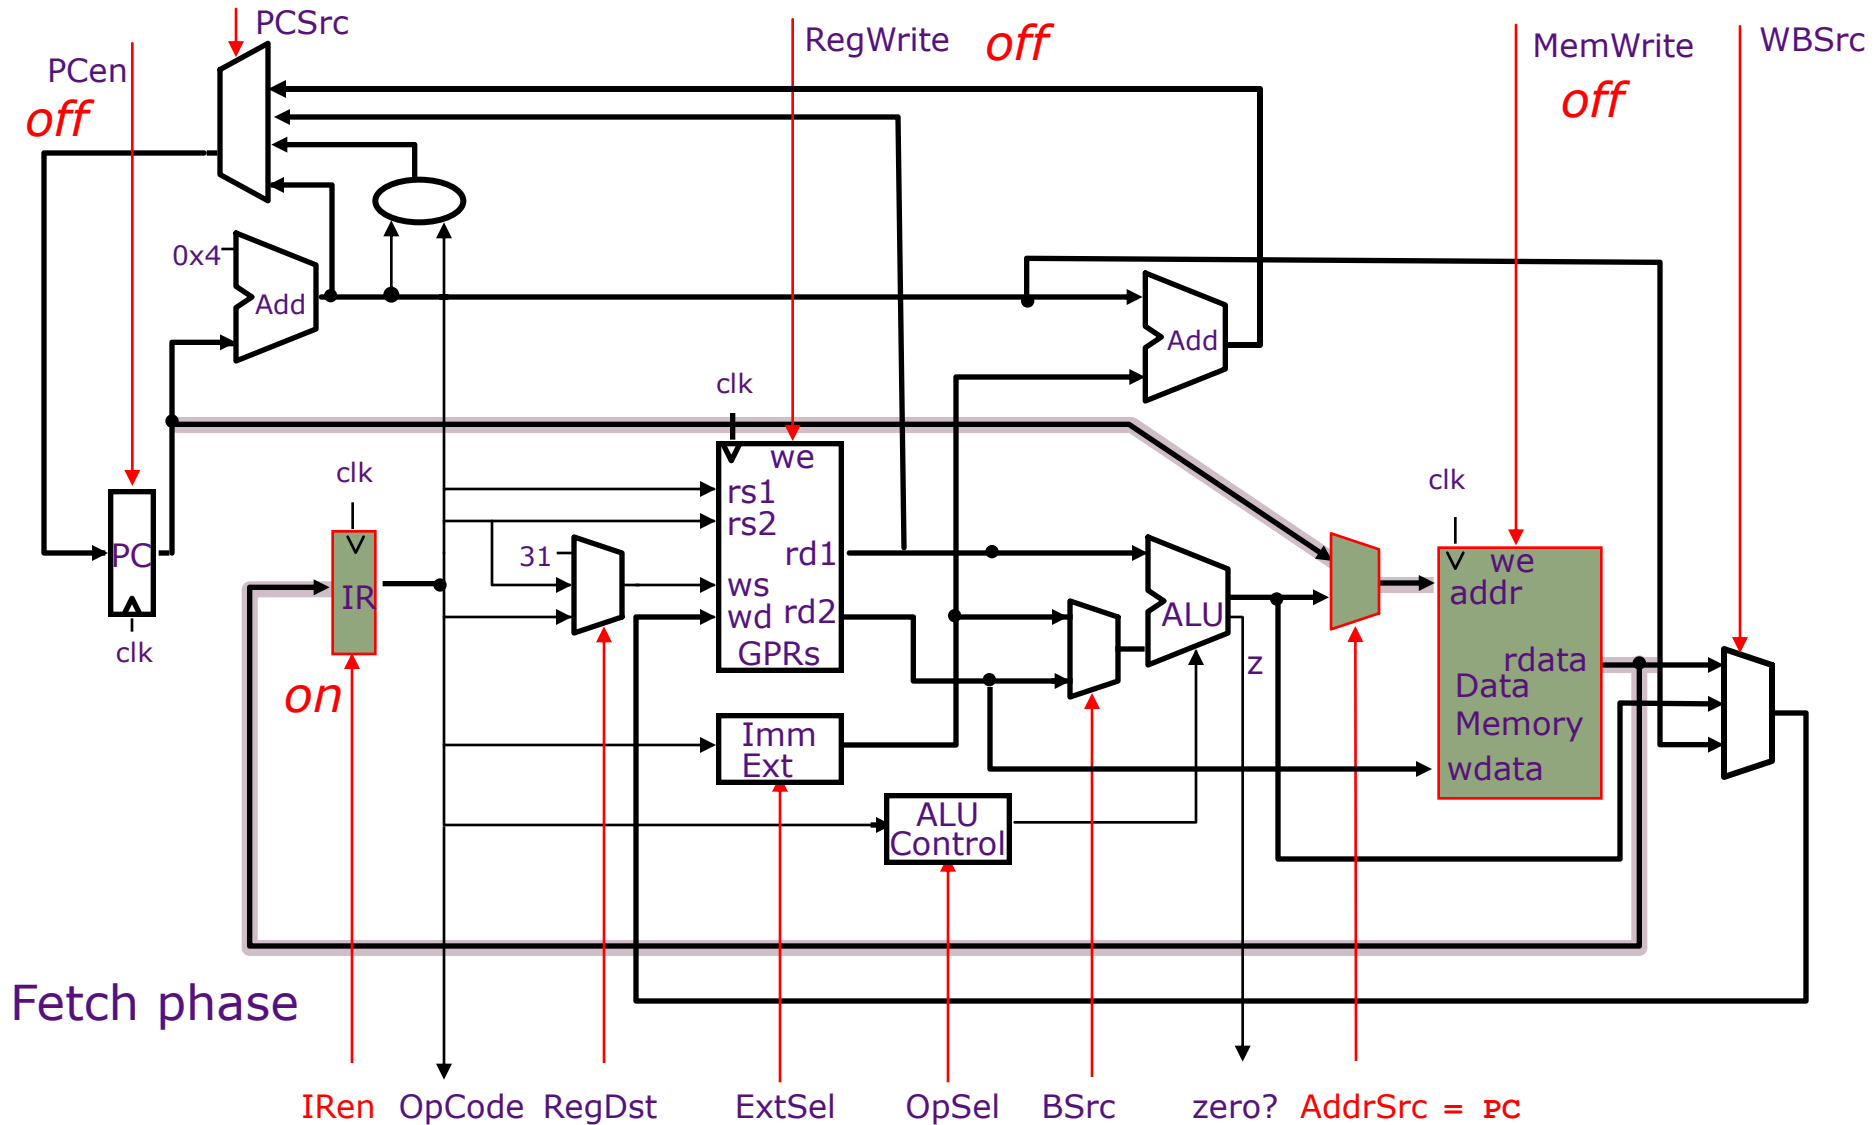 PCSrc
RegWrite
off
WBSrc
MemWrite
off
PCen
off
0x4
Add
Add
clk
we
clk
clk
rs1
rs2
PC
31
rd1
we
addr
IR
ws
wd
rd2
ALU
GPRs
clk
z
rdata
on
Data
Memory
Imm
Ext
wdata
ALU
Control
Fetch phase
IRen
OpCode
RegDst
ExtSel
OpSel
BSrc
zero?
AddrSrc = PC